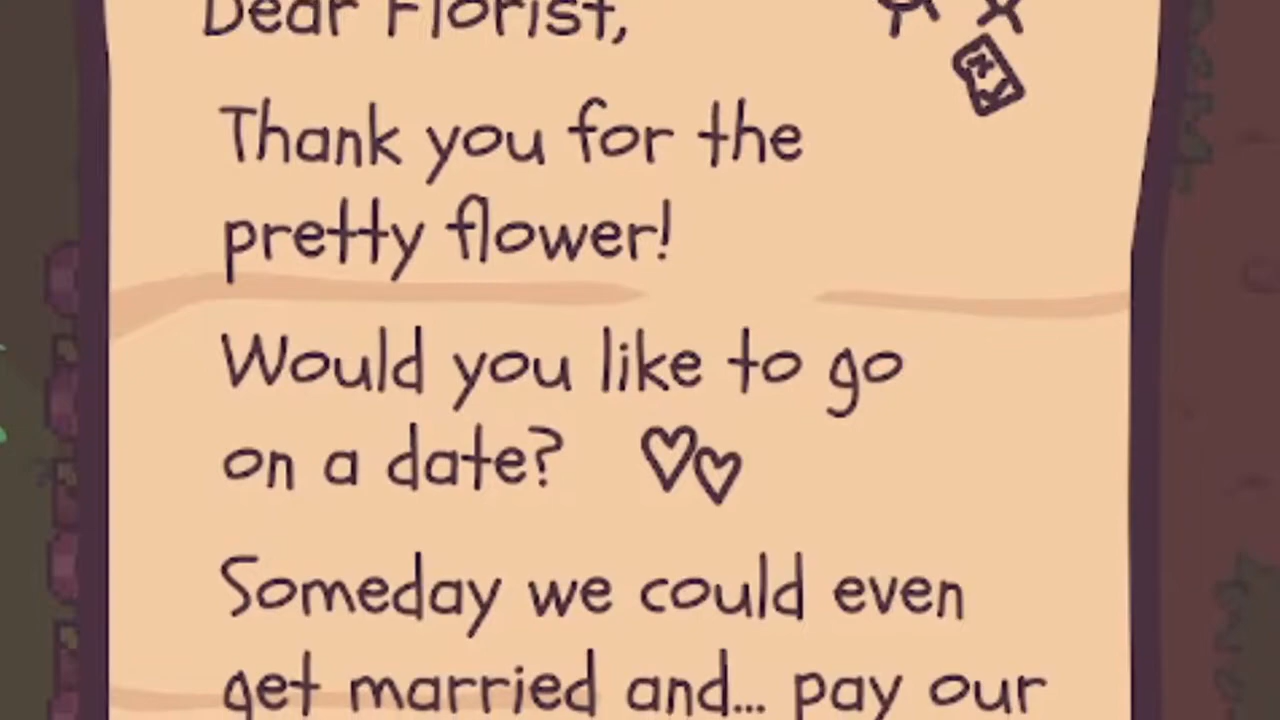 Dear Florist,
Thank you for the
pretty flower!
Would you like to go
on a date?
Someday we could even
get married and... pay our